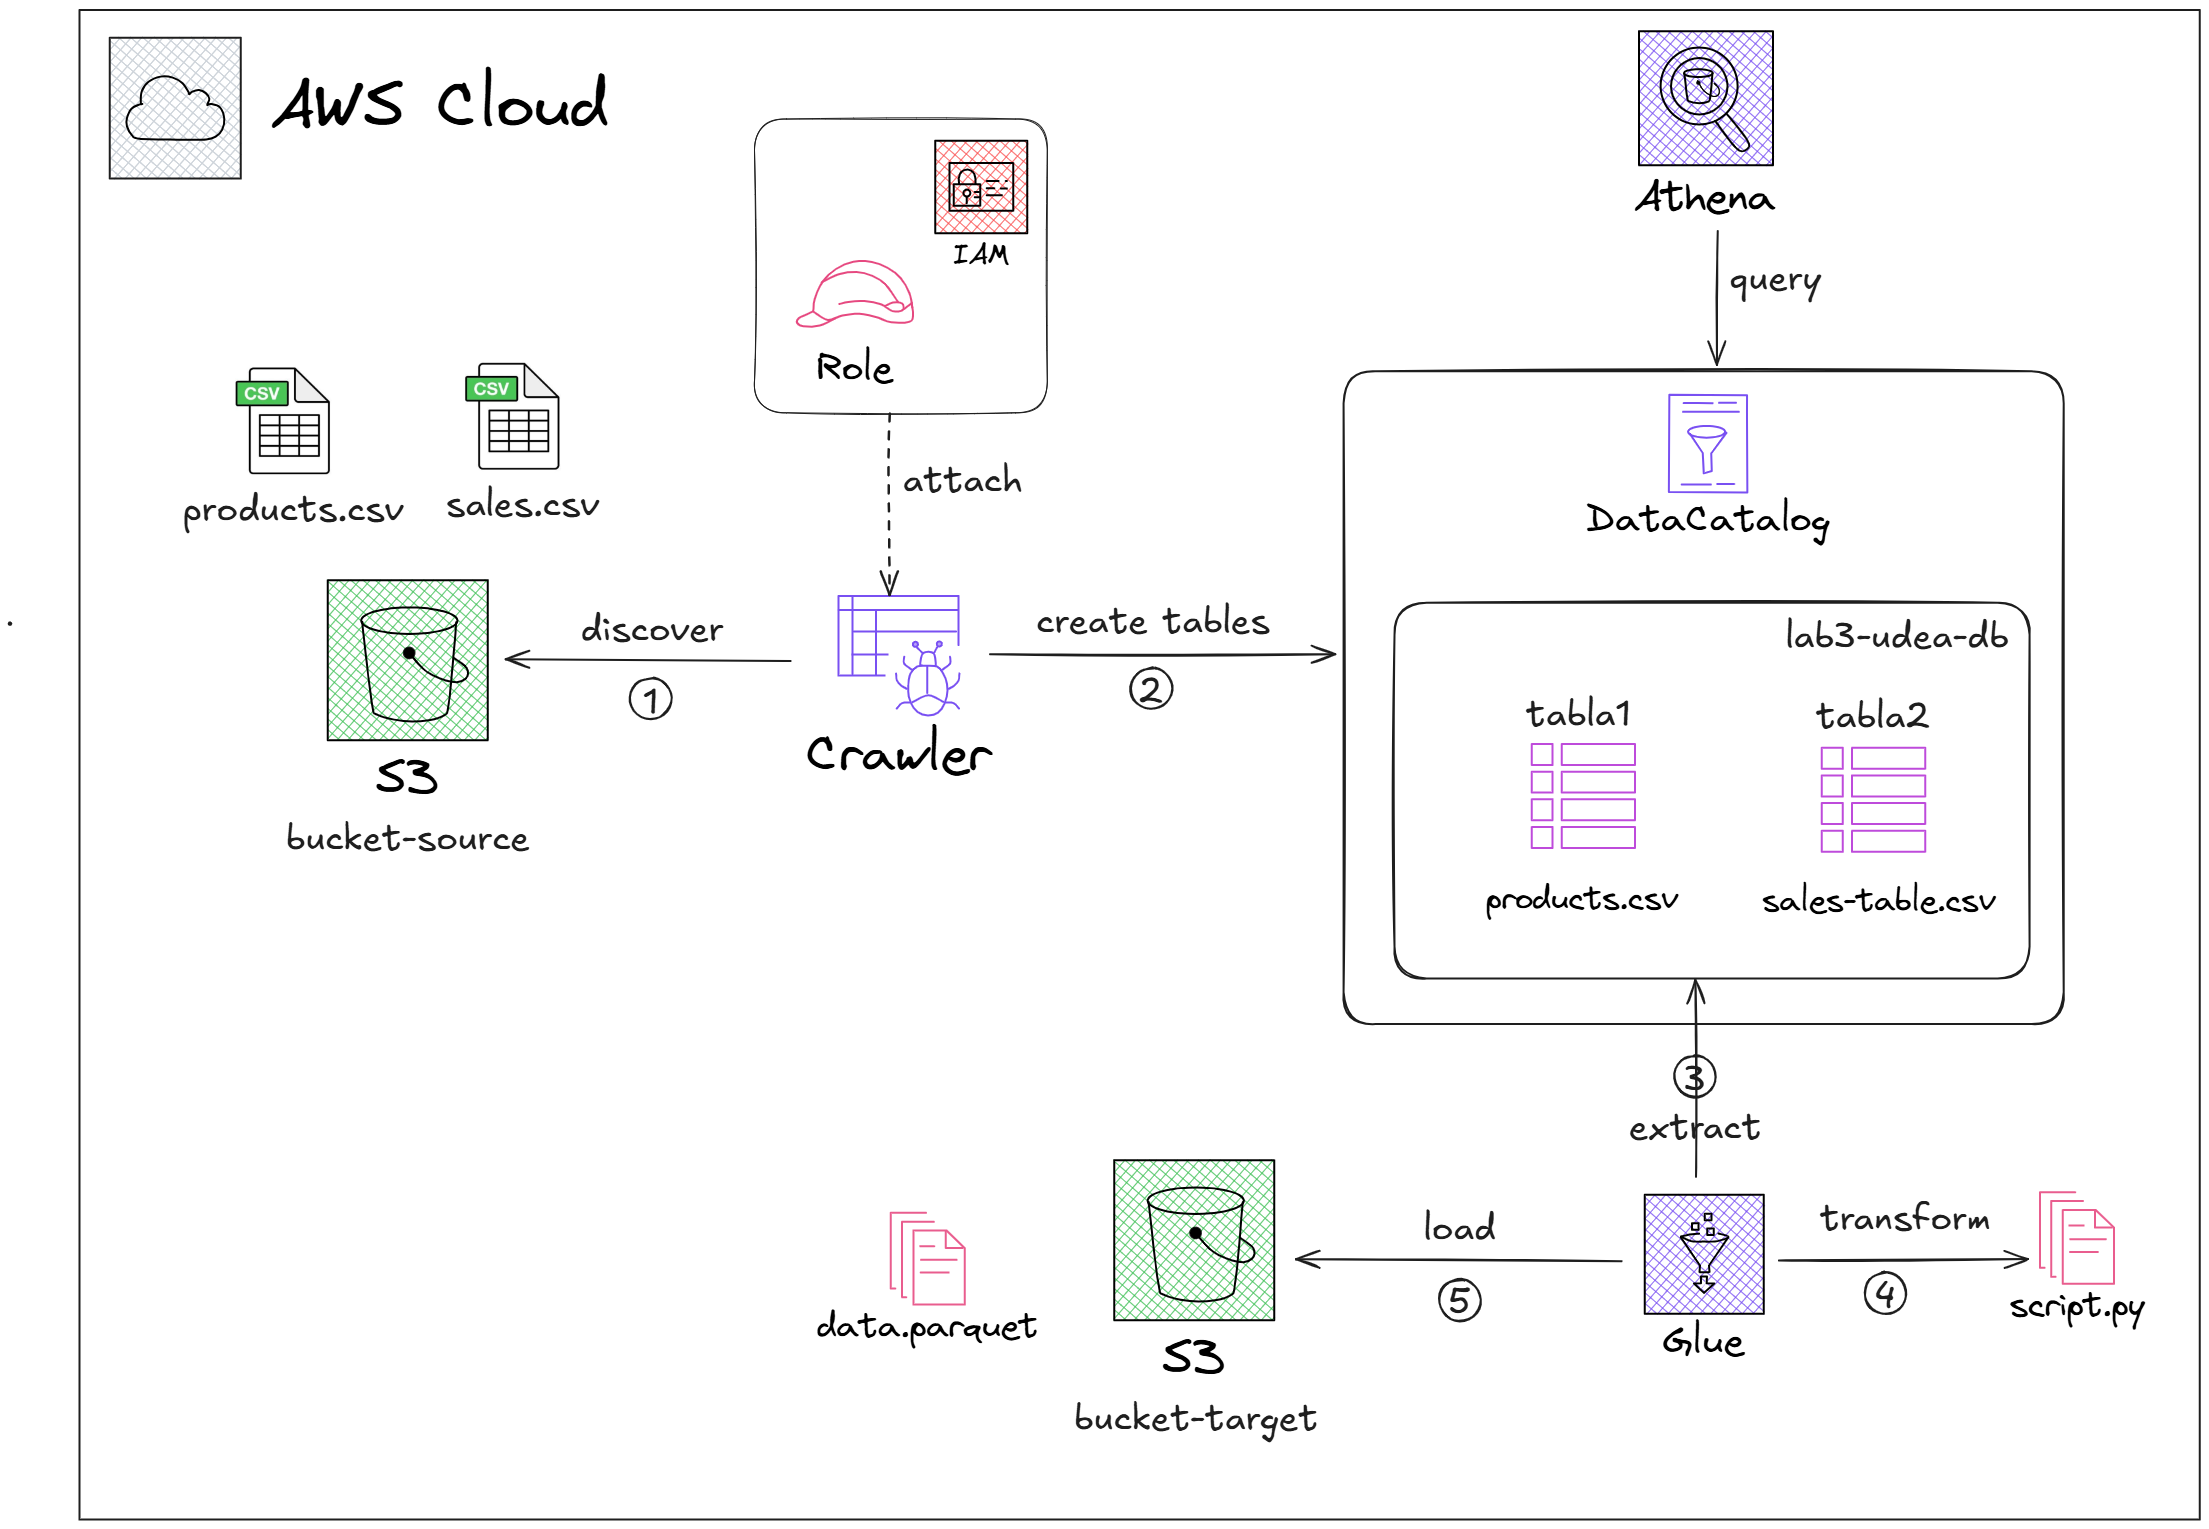 AWS Cloud
IAM
Role
Athena
query
CSV
CSV
products.csv
sales.csv
attach
DataCatalog
discover
1
create tables
2
Crawler
S3
bucket-source
lab3-udea-db
tabla1
tabla2
products.csv
sales-table.csv
3
extract
load
5
transform
4
data.parquet
S3
bucket-target
Glue
script.py